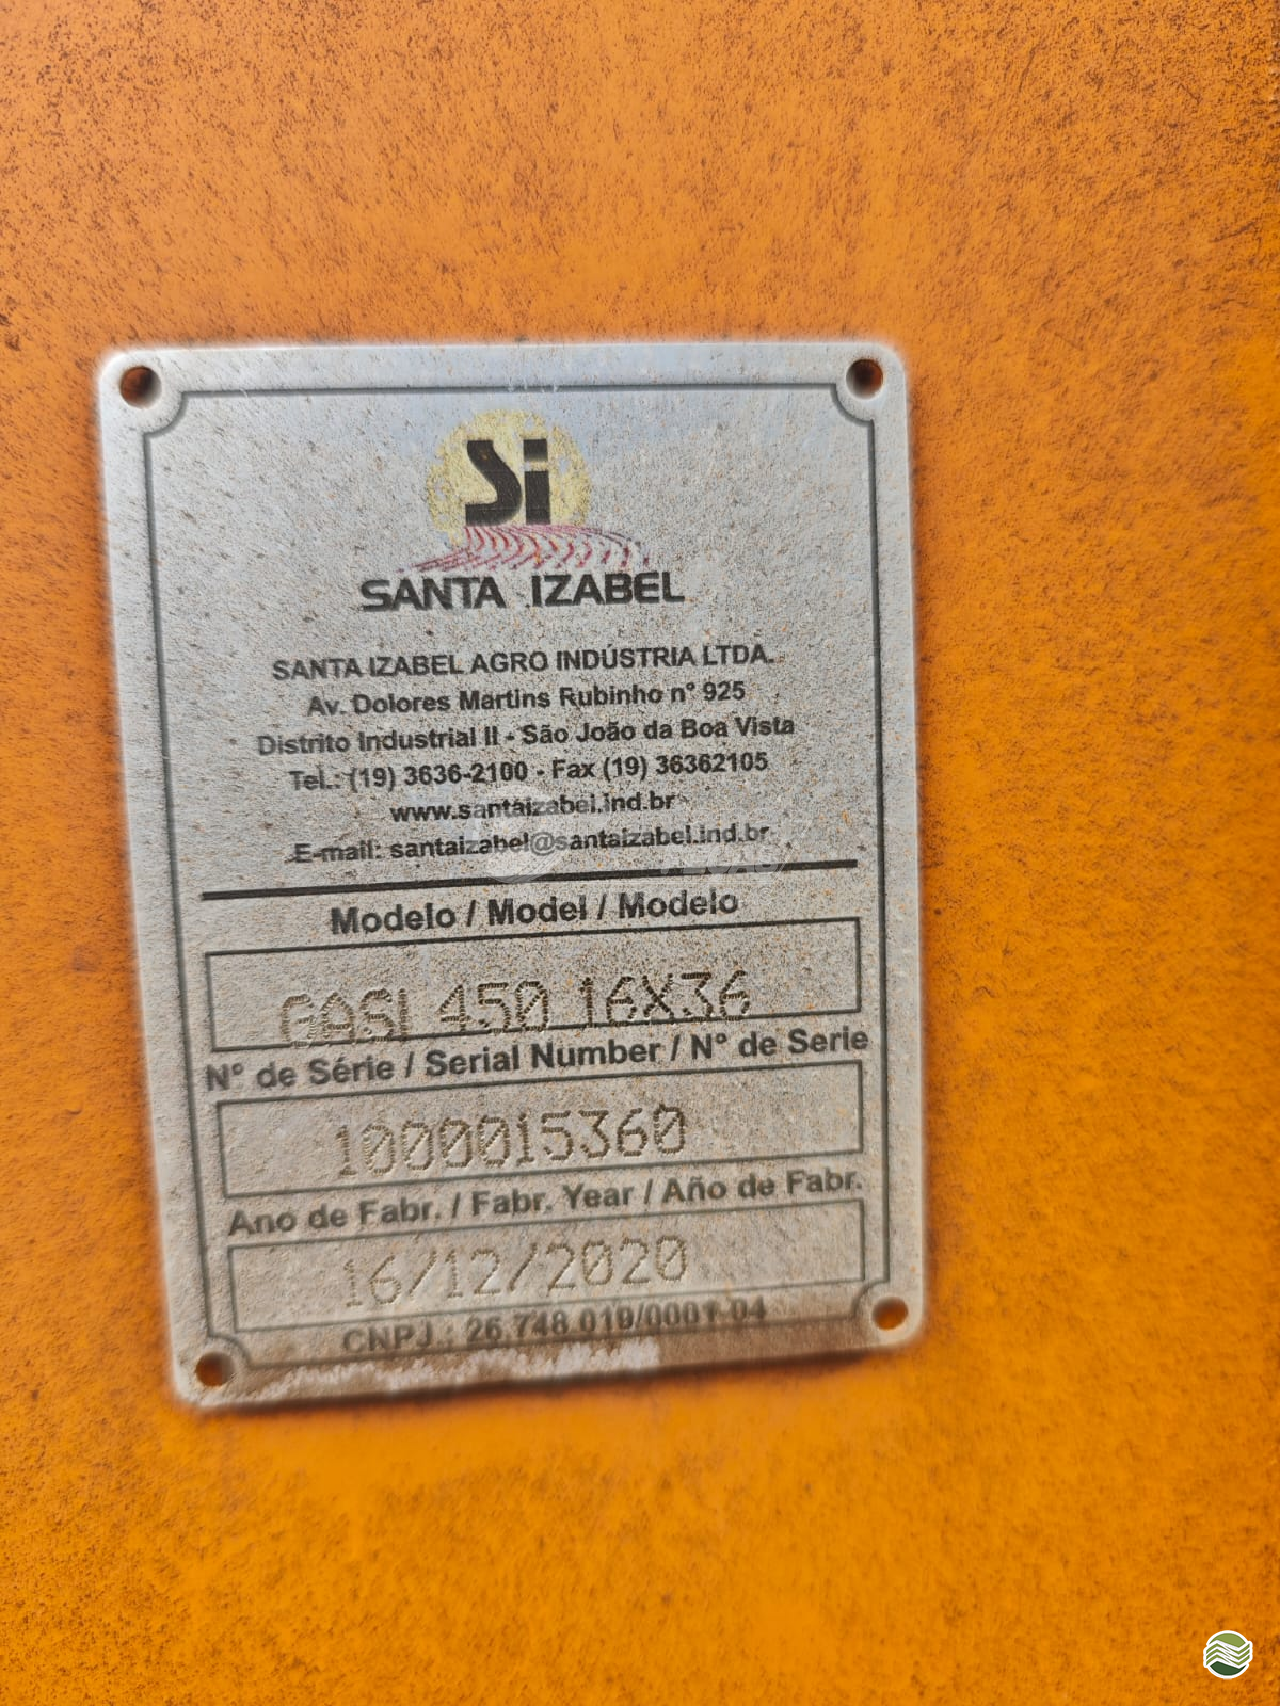 Si
SANTA IZABEL
SANTA IZABEL AGRO INDÚSTRIA LTDA.
Av. Dolores Martins Rubinho n° 925
Distrito Industrial II - São João da Boa Vista
Tel.: (19) 3636-2100 - Fax (19) 36362105
www.santaizabel.ind.br
E-mail: santaizabel@santaizabel.ind.br
Modelo / Model / Modelo
GASI 450 16X36
N° de Série / Serial Number / N° de Serie
1000015360
Ano de Fabr. / Fabr. Year / Año de Fabr.
16/12/2020
CNPJ.: 26.748.019/0001-04